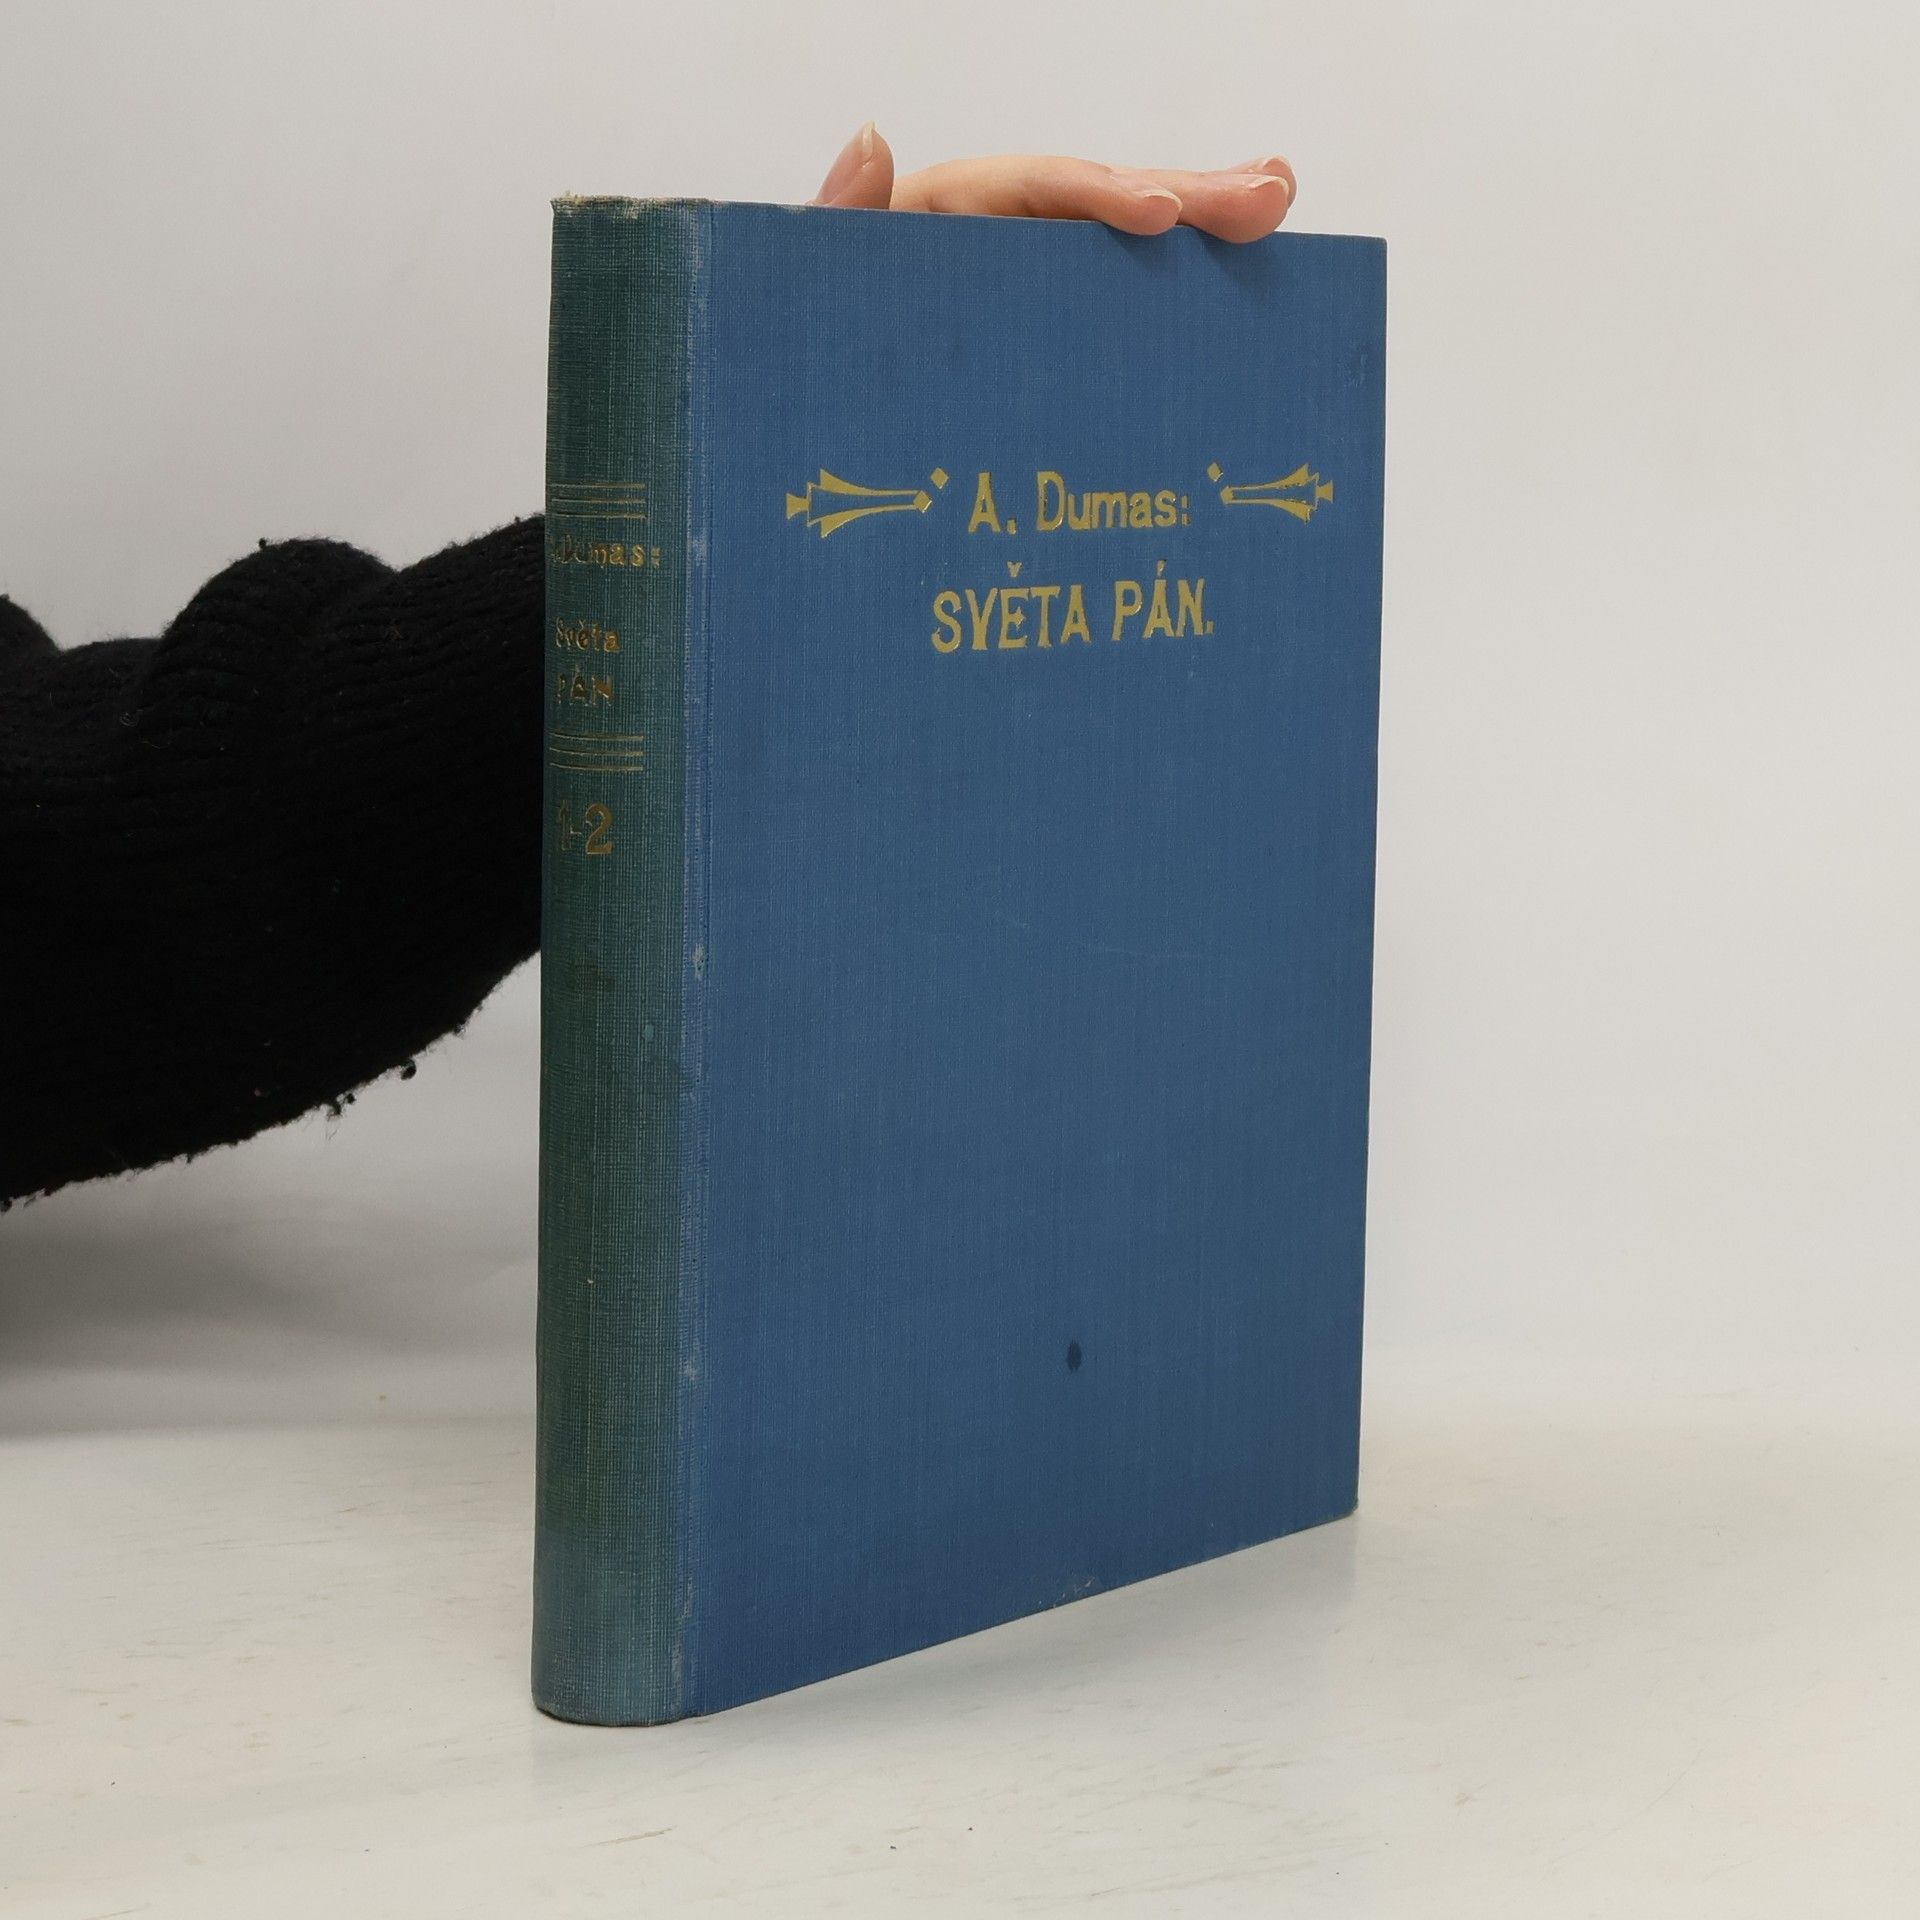 A. Dumas:
SVĚTA PÁN.
Dumas:
Světa
PÁN
1-2